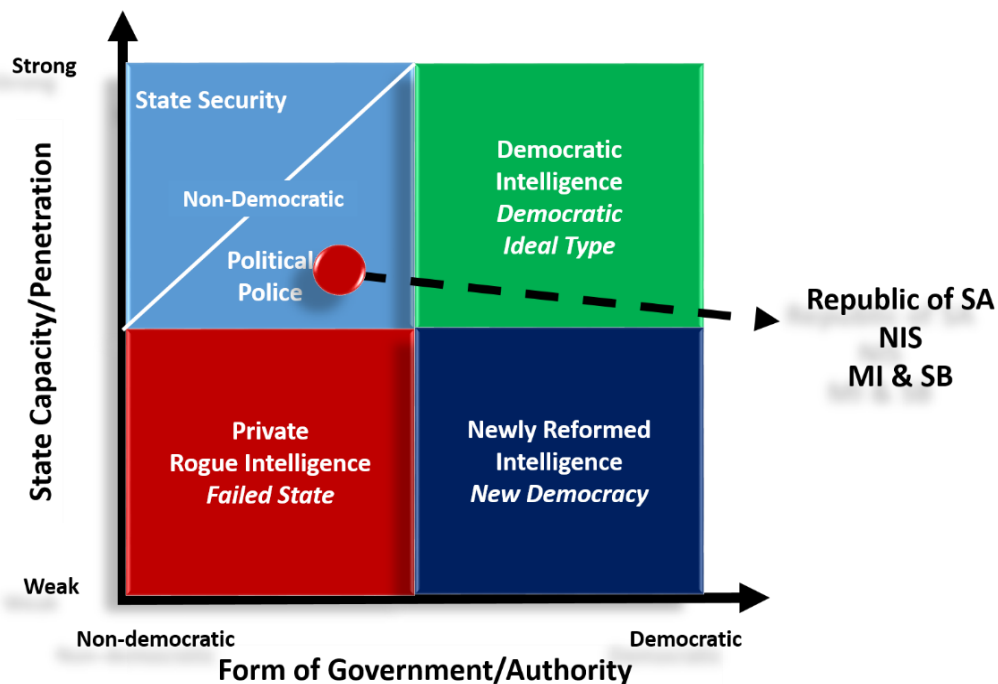 Strong
State Security
Non-Democratic
Political
Police
Democratic
Intelligence
Democratic
Ideal Type
Republic of SA
NIS
MI & SB
State Capacity/Penetration
Private
Rogue Intelligence
Failed State
Newly Reformed
Intelligence
New Democracy
Weak
Non-democratic
Democratic
Form of Government/Authority